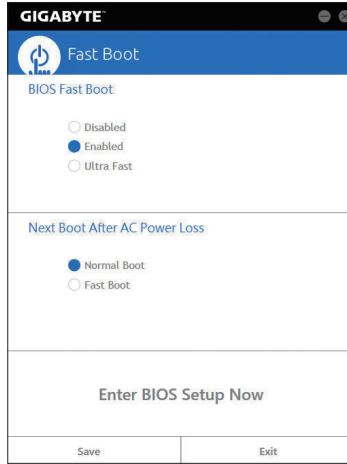 GIGABYTE™
Fast Boot
BIOS Fast Boot
Disabled
Enabled
Ultra Fast
Next Boot After AC Power Loss
Normal Boot
Fast Boot
Enter BIOS Setup Now
Save Exit